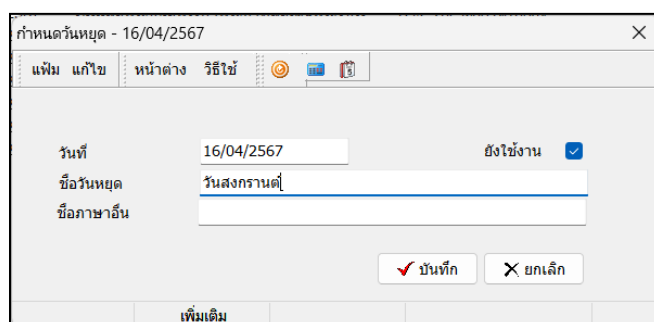 กำหนดวันหยุด - 16/04/2567
แฟ้ม แก้ไข หน้าต่าง วิธีใช้
วันที่ 16/04/2567 ยังใช้งาน
ชื่อวันหยุด วันสงกรานต์
ชื่อภาษาอื่น
บันทึก ยกเลิก
เพิ่มเติม